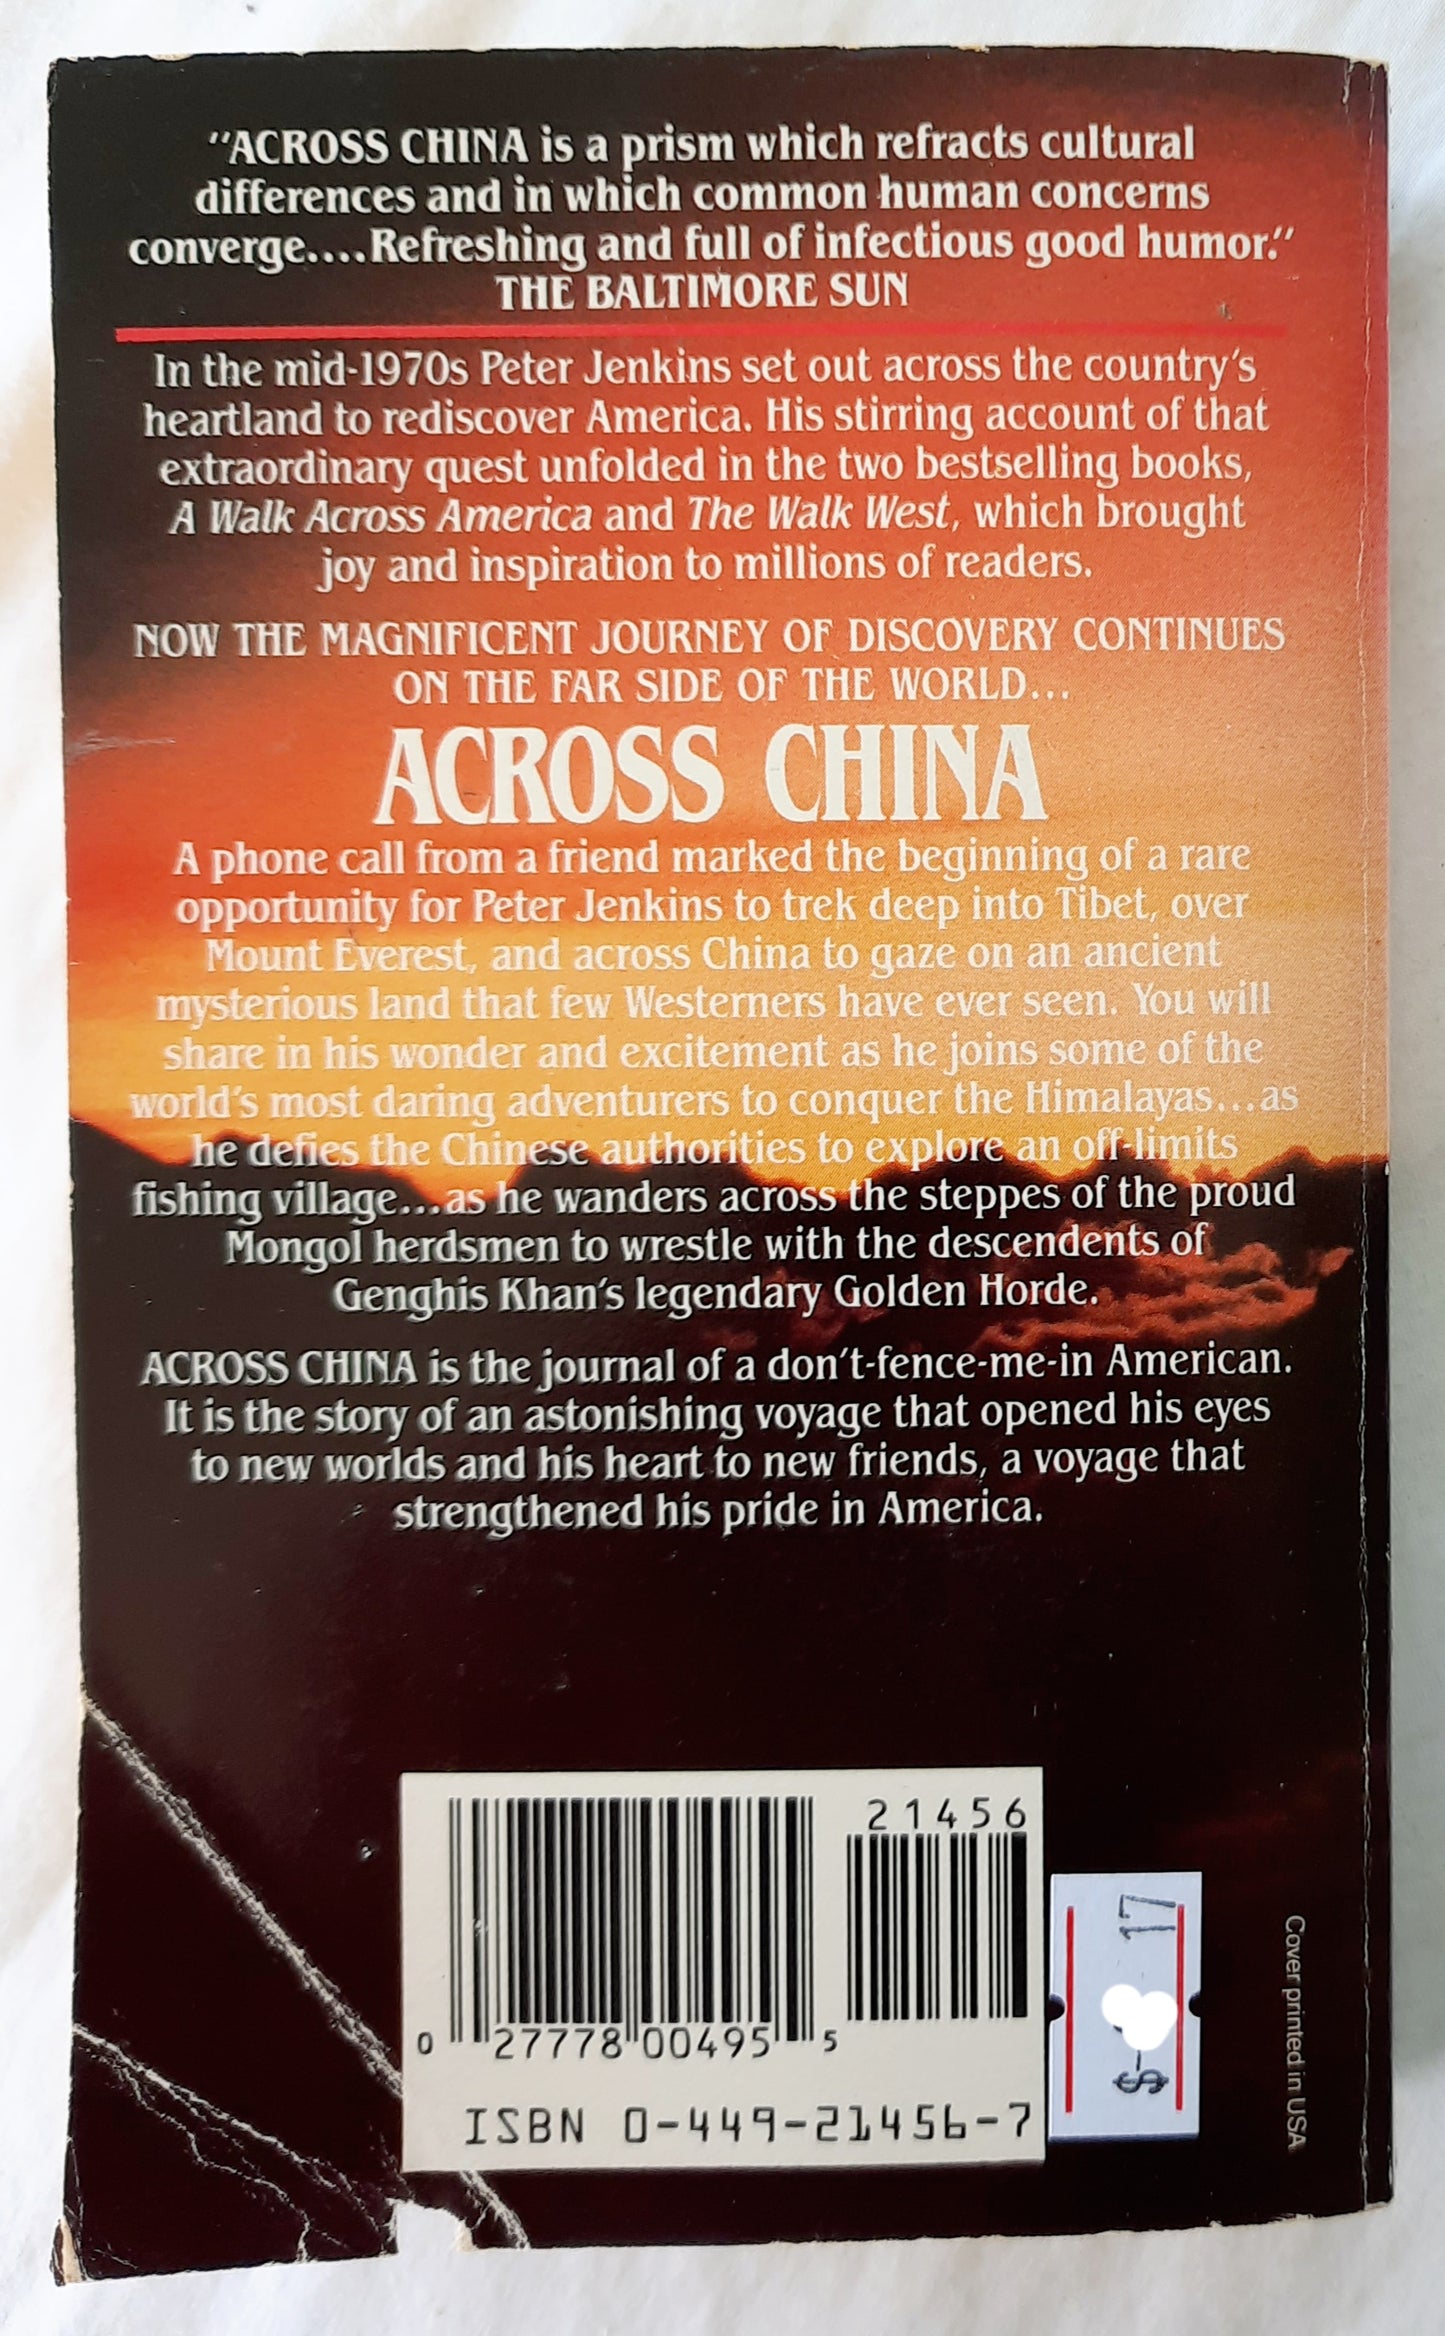 "ACROSS CHINA is a prism which refracts cultural
differences and in which common human concerns
converge....Refreshing and full of infectious good humor."
THE BALTIMORE SUN
In the mid-1970s Peter Jenkins set out across the country's
heartland to rediscover America. His stirring account of that
extraordinary quest unfolded in the two bestselling books,
A Walk Across America and The Walk West, which brought
joy and inspiration to millions of readers.
NOW THE MAGNIFICENT JOURNEY OF DISCOVERY CONTINUES
ON THE FAR SIDE OF THE WORLD...
ACROSS CHINA
A phone call from a friend marked the beginning of a rare
opportunity for Peter Jenkins to trek deep into Tibet, over
Mount Everest, and across China to gaze on an ancient
mysterious land that few Westerners have ever seen. You will
share in his wonder and excitement as he joins some of the
world's most daring adventurers to conquer the Himalayas...as
he defies the Chinese authorities to explore an off-limits
fishing village...as he wanders across the steppes of the proud
Mongol herdsmen to wrestle with the descendents of
Genghis Khan's legendary Golden Horde.
ACROSS CHINA is the journal of a don't-fence-me-in American.
It is the story of an astonishing voyage that opened his eyes
to new worlds and his heart to new friends, a voyage that
strengthened his pride in America.
21456
0 27778 00495 5
ISBN 0-449-21456-7
17
Cover printed in USA